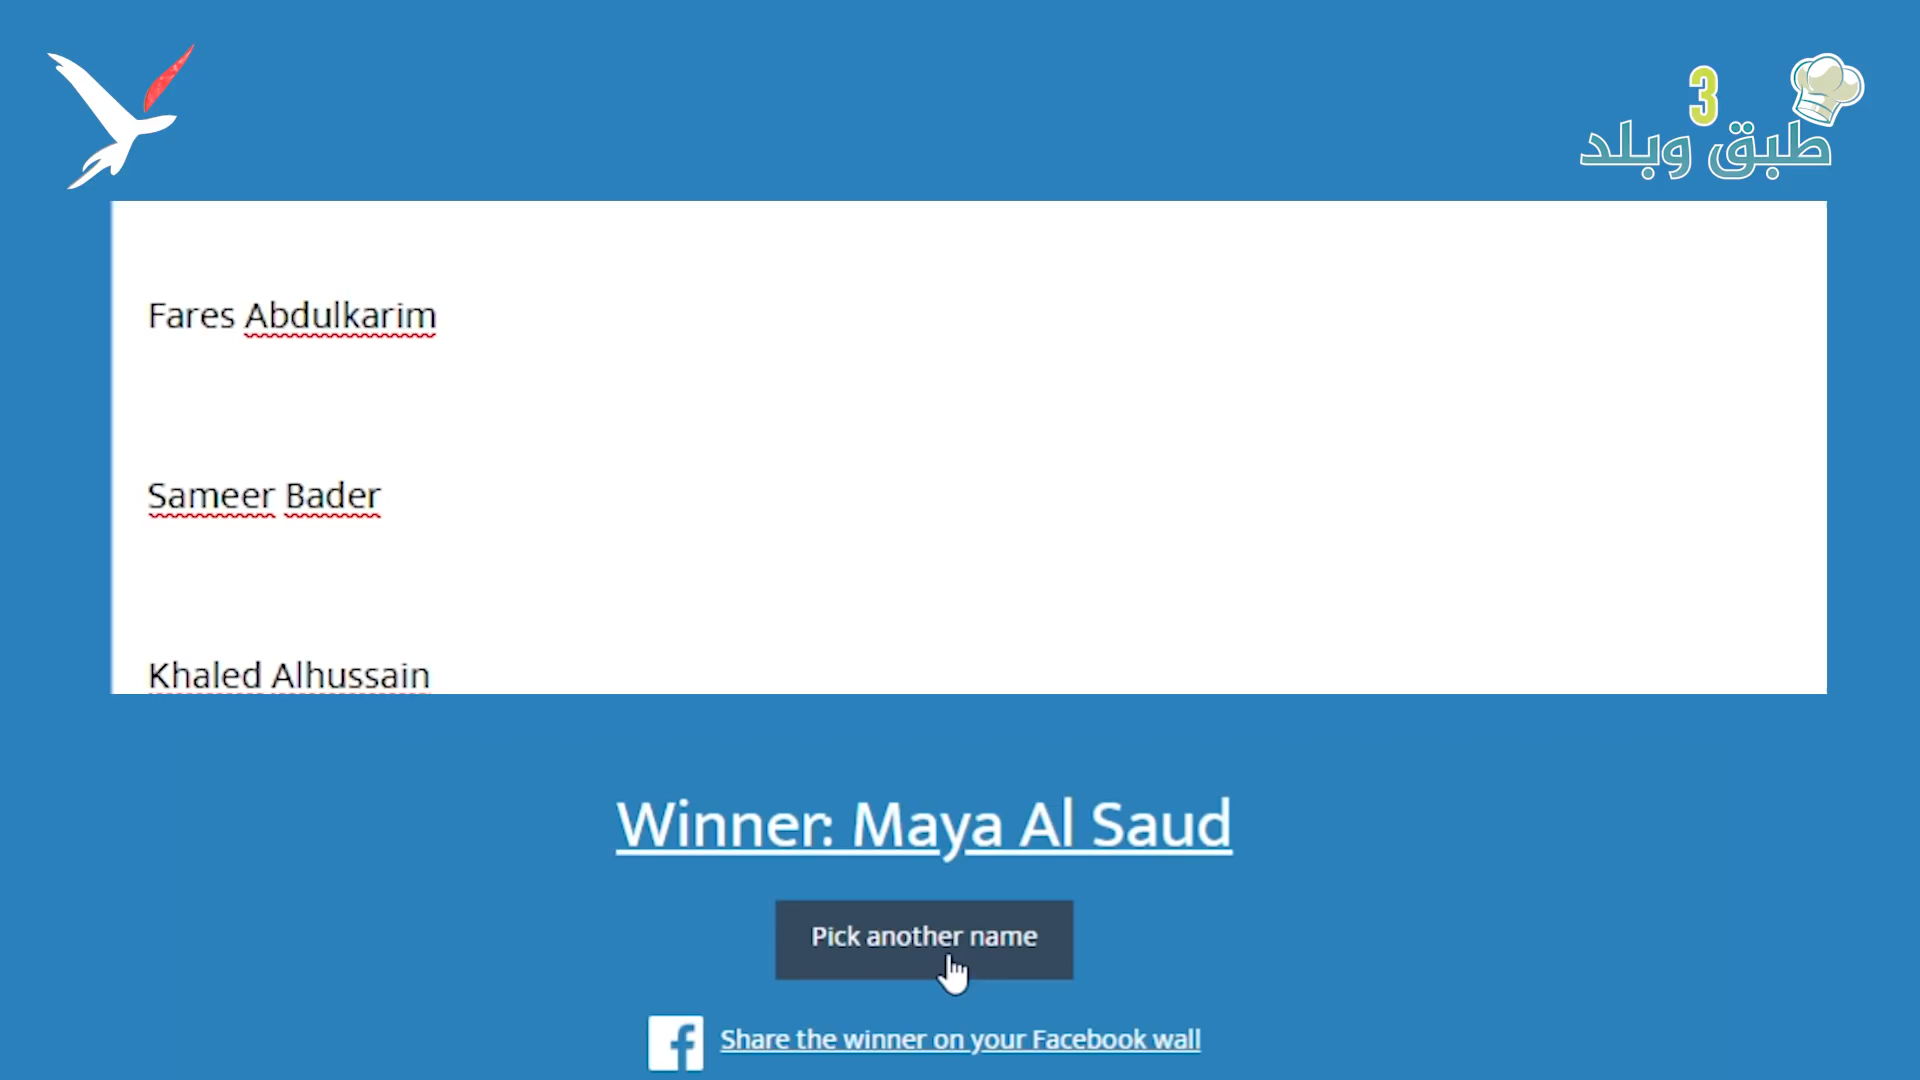 3
طبق وبلد
Fares Abdulkarim
Sameer Bader
Khaled Alhussain
Winner: Maya Al Saud
Pick another name
Share the winner on your Facebook wall